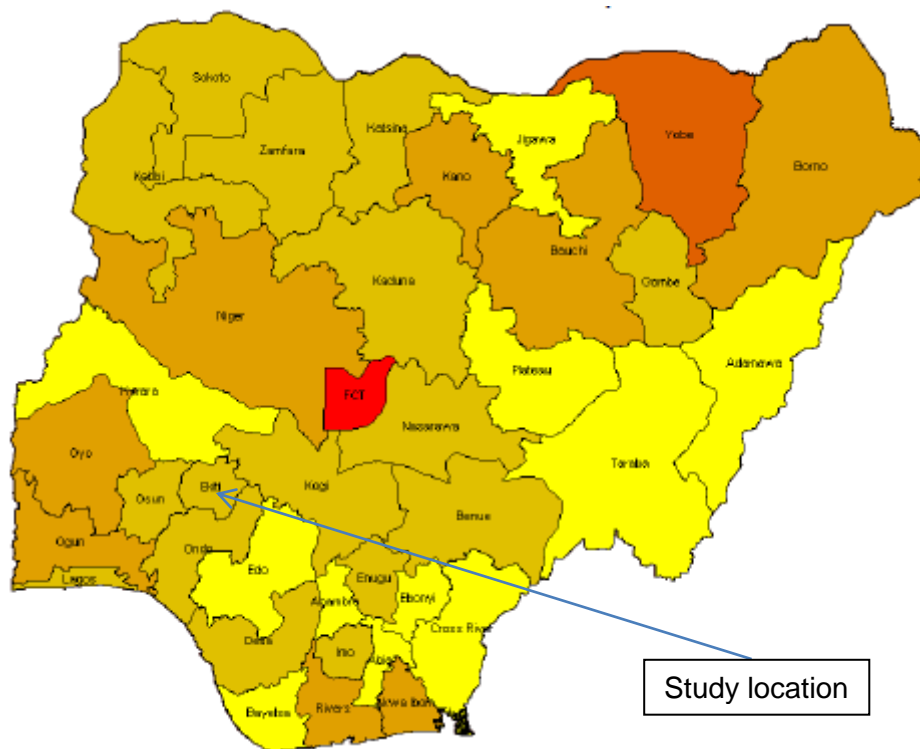 Sokoto
Katsina
Jigawa
Yobe
Zamfara
Borno
Kano
Kebbi
Bauchi
Kaduna
Gombe
Niger
Adamawa
Plateau
FCT
Kwara
Nasarawa
Oyo
Taraba
Kogi
Ekiti
Osun
Benue
Ogun
Ondo
Edo
Enugu
Lagos
Anambra
Ebonyi
Cross River
Delta
Imo
Abia
Study location
Bayelsa
Rivers
Akwa Ibom